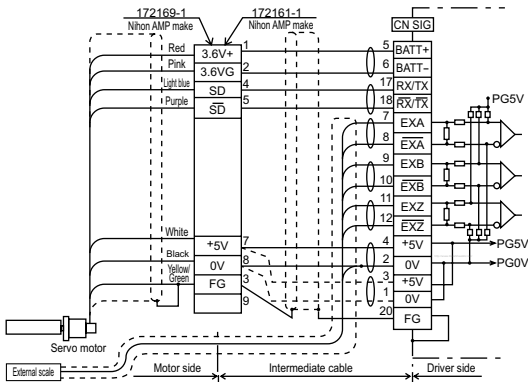 172169-1
Nihon AMP make
172161-1
Nihon AMP make
CN SIG
Red
3.6V+
1
5
BATT+
Pink
3.6VG
2
6
BATT−
Light blue
SD
4
17
RX/TX
Purple
SD
5
18
RX/TX
PG5V
7
EXA
8
EXA
9
EXB
10
EXB
11
EXZ
12
EXZ
White
+5V
7
4
+5V
PG5V
Black
0V
8
2
0V
PG0V
Yellow/
Green
FG
3
3
+5V
9
1
0V
20
FG
Servo motor
External scale
Motor side
Intermediate cable
Driver side